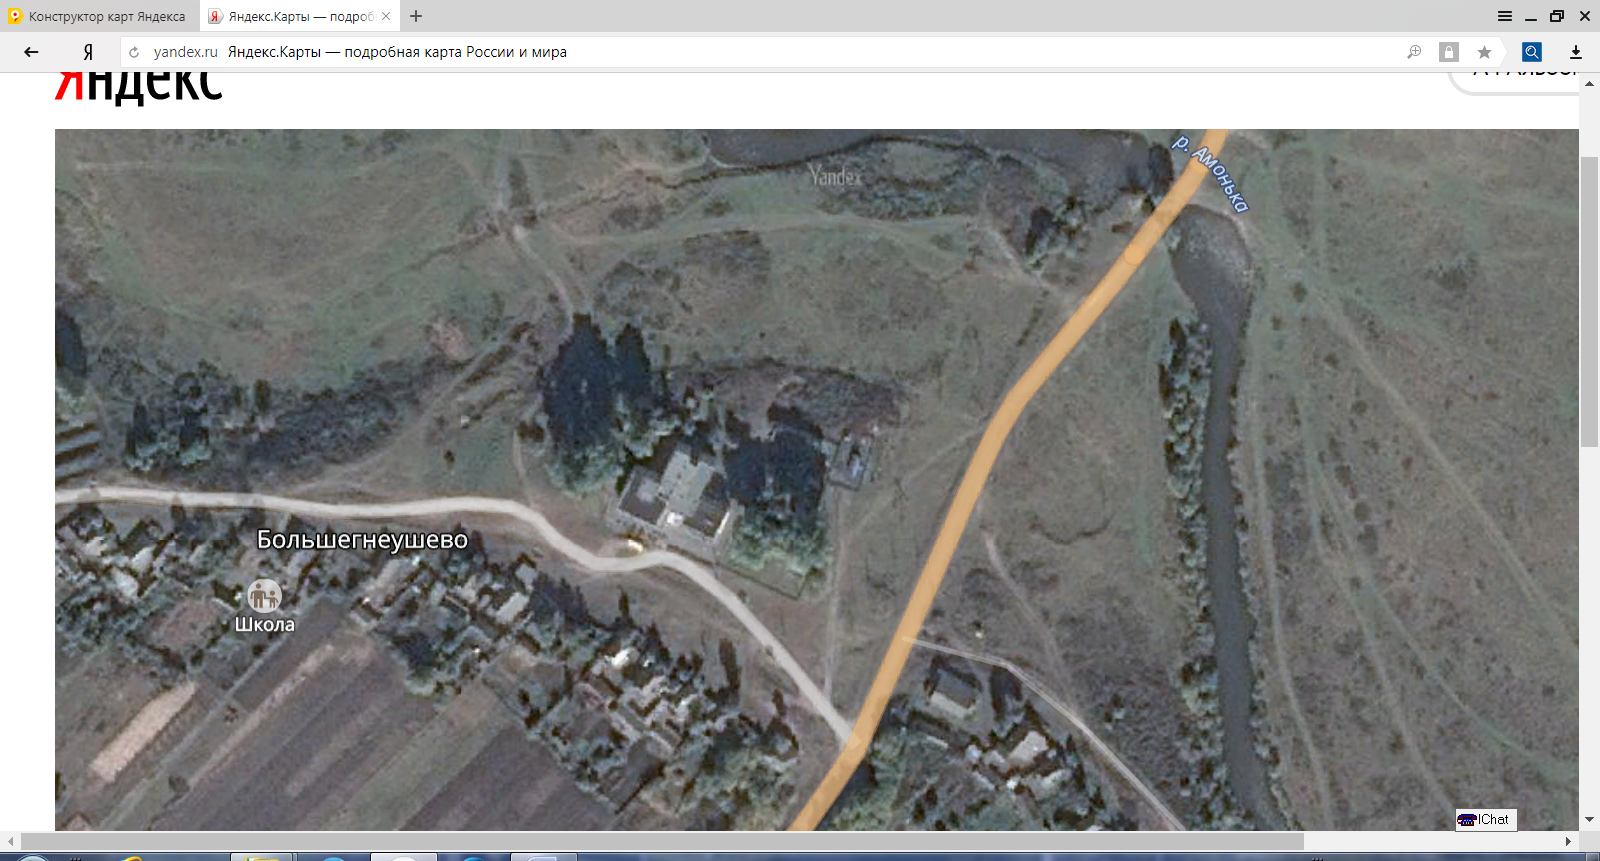 Конструктор карт Яндекса
Яндекс.Карты — подроб
yandex.ru Яндекс.Карты — подробная карта России и мира
Яндекс
р. Амонька
Yandex
Большегнеушево
Школа
IChat